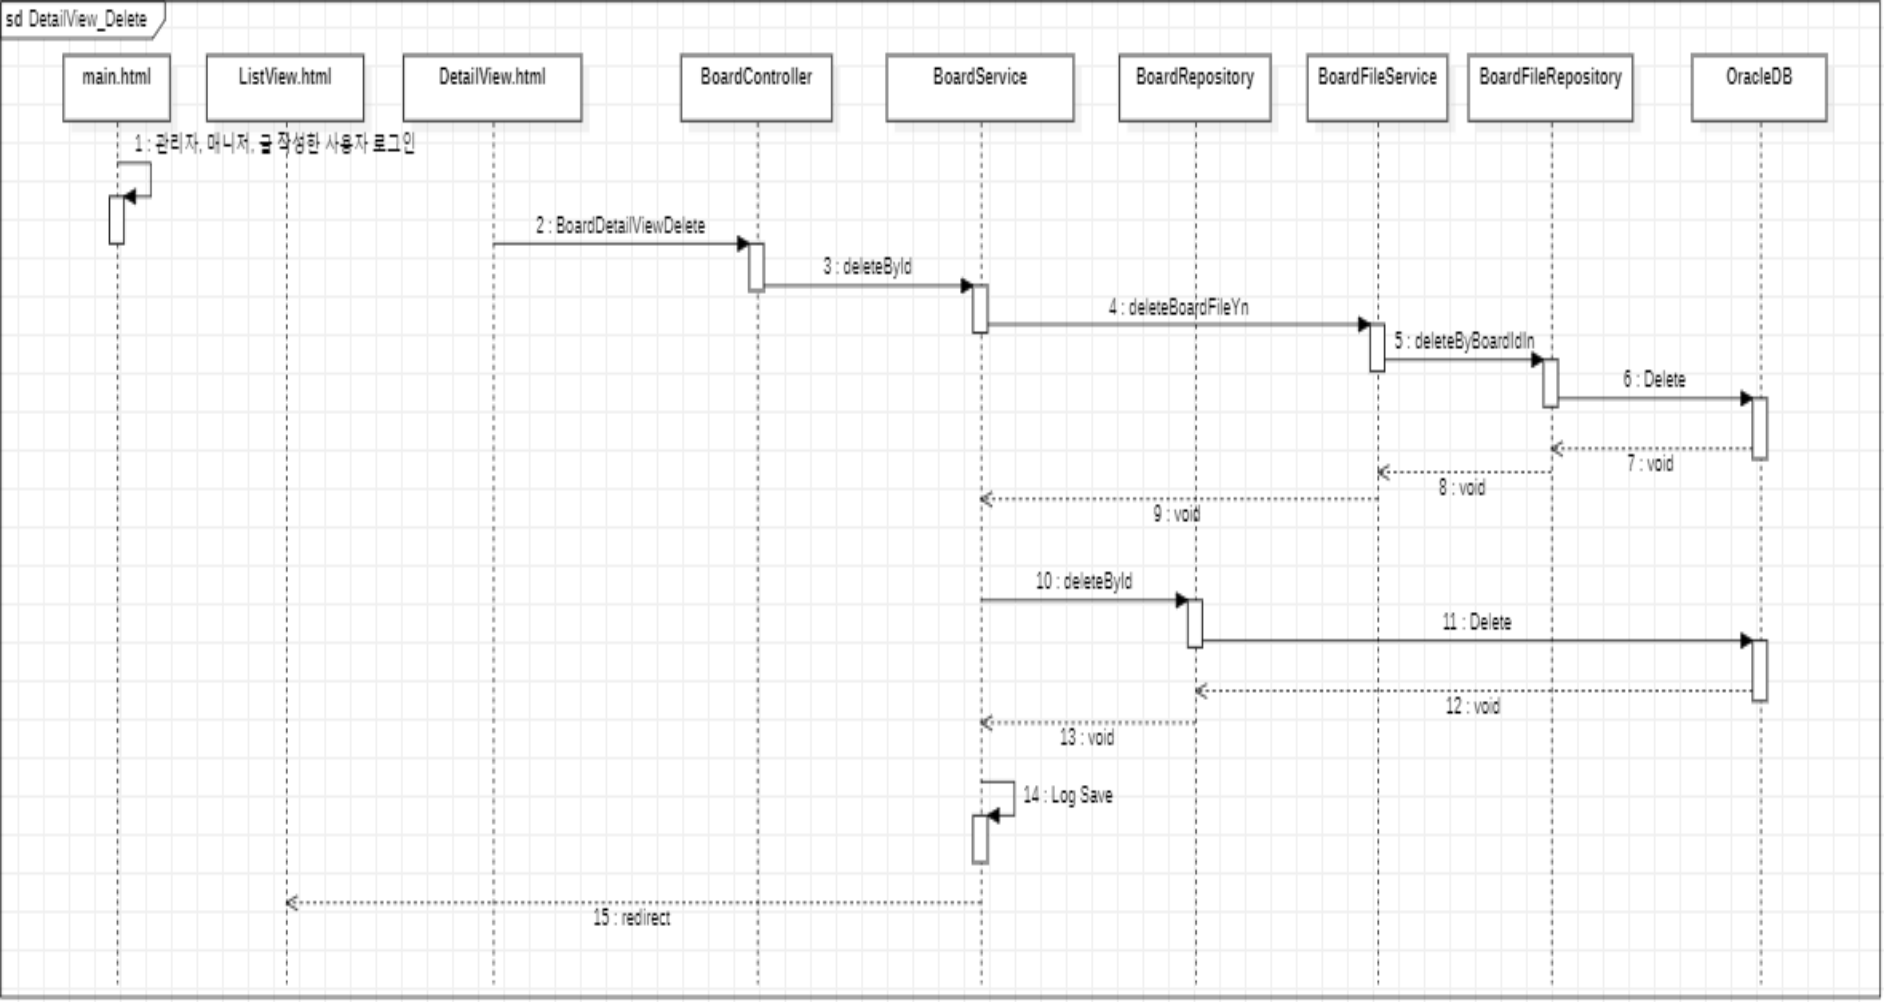 sd DetailView_Delete
main.html
ListView.html
DetailView.html
BoardController
BoardService
BoardRepository
BoardFileService
BoardFileRepository
OracleDB
1 : 관리자, 매니저, 글 작성한 사용자 로그인
2 : BoardDetailViewDelete
3 : deleteById
4 : deleteBoardFileYn
5 : deleteByBoardIdIn
6 : Delete
7 : void
8 : void
9 : void
10 : deleteById
11 : Delete
12 : void
13 : void
14 : Log Save
15 : redirect